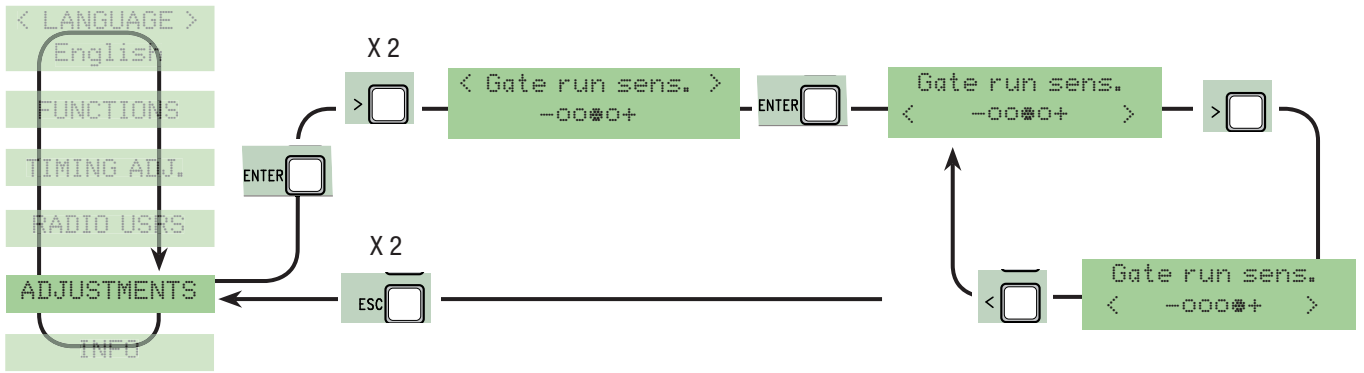 < LANGUAGE >
English
FUNCTIONS
TIMING ADJ.
RADIO USRS
ADJUSTMENTS
INFO
ENTER
X 2
>
< Gate run sens. >
-oo●o+
ENTER
Gate run sens.
< -oo●o+ >
>
Gate run sens.
< -ooo●+ >
<
X 2
ESC